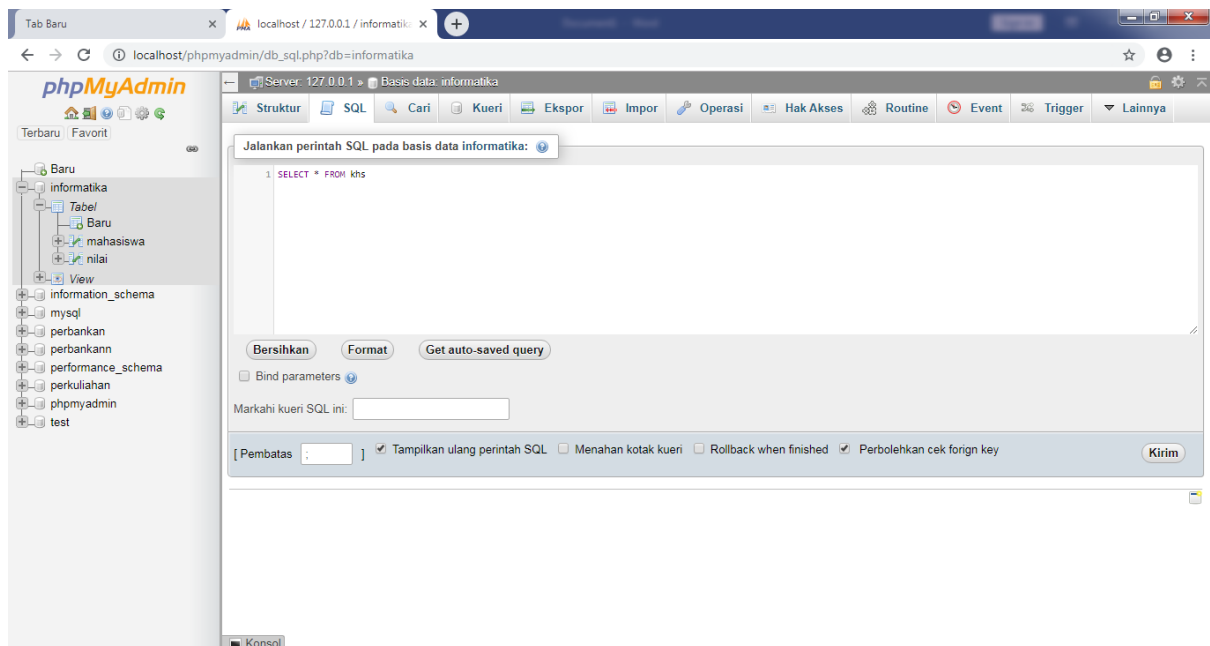 Tab Baru
localhost / 127.0.0.1 / informatika
localhost/phpmyadmin/db_sql.php?db=informatika
phpMyAdmin
Terbaru Favorit
Baru
informatika
Tabel
Baru
mahasiswa
nilai
View
information_schema
mysql
perbankan
perbankann
performance_schema
perkuliahan
phpmyadmin
test
Server: 127.0.0.1 » Basis data: informatika
Struktur SQL Cari Kueri Ekspor Impor Operasi Hak Akses Routine Event Trigger Lainnya
Jalankan perintah SQL pada basis data informatika:
1 SELECT * FROM khs
Bersihkan Format Get auto-saved query
Bind parameters
Markahi kueri SQL ini:
[ Pembatas ; ] Tampilkan ulang perintah SQL Menahan kotak kueri Rollback when finished Perbolehkan cek forign key Kirim
Konsol